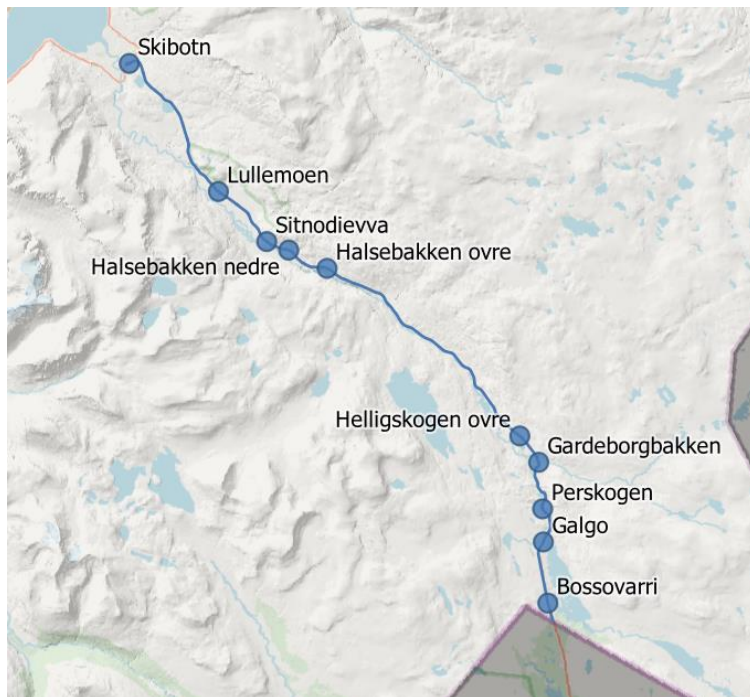 Skibotn
Lullemoen
Sitnodievva
Halsebakken nedre
Halsebakken ovre
Helligskogen ovre
Gardeborgbakken
Perskogen
Galgo
Bossovarri